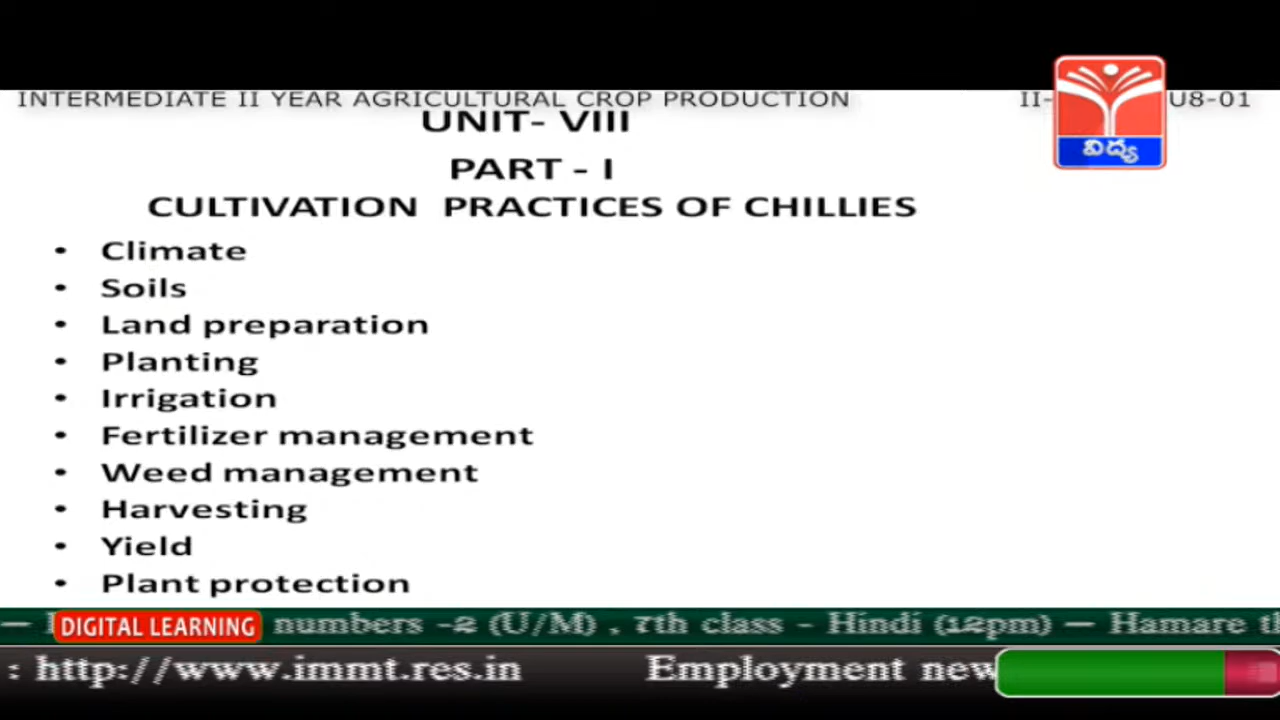 INTERMEDIATE II YEAR AGRICULTURAL CROP PRODUCTION II- U8-01
విద్య
UNIT- VIII
PART - I
CULTIVATION PRACTICES OF CHILLIES
• Climate
• Soils
• Land preparation
• Planting
• Irrigation
• Fertilizer management
• Weed management
• Harvesting
• Yield
• Plant protection
DIGITAL LEARNING numbers -2 (U/M) , 7th class - Hindi (12pm) — Hamare
: http://www.immt.res.in Employment